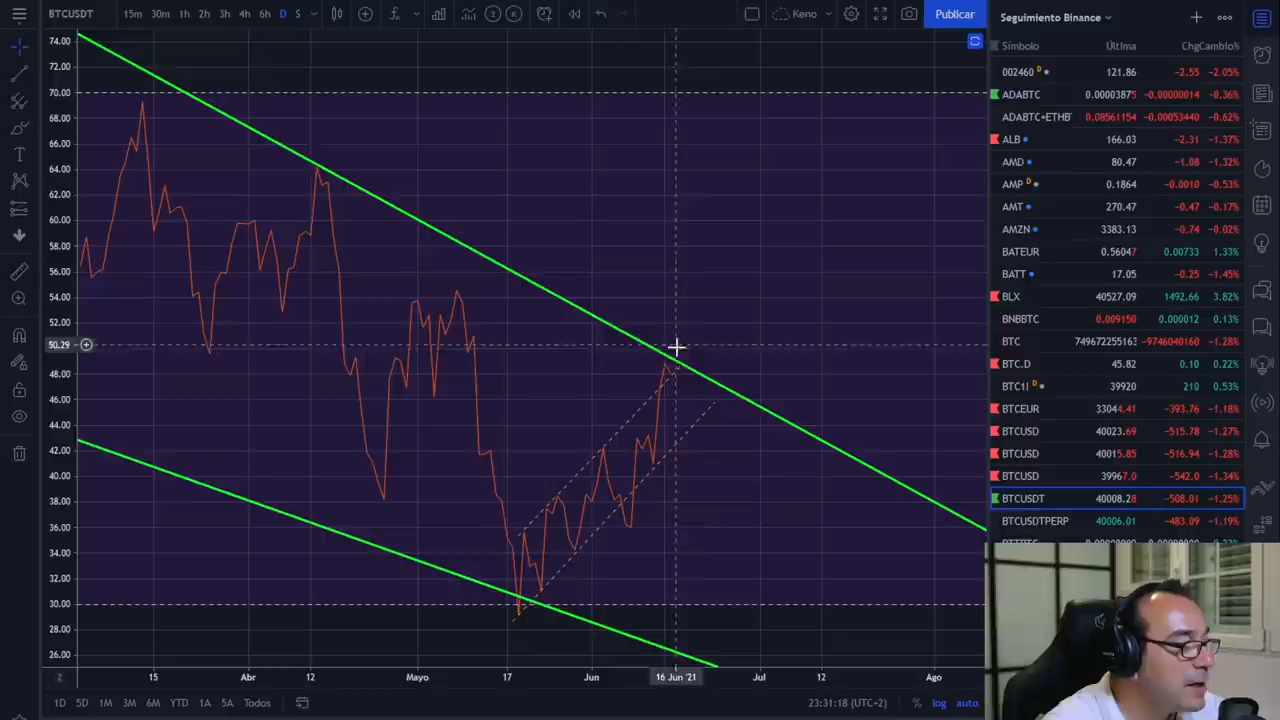 BTCUSDT 15m 30m 1h 2h 3h 4h 6h D S Keno Publicar
Seguimiento Binance
Símbolo Última Chg Cambio%
002460 D 121.86 −2.55 −2.05%
ADABTC 0.00003875 −0.00000014 −0.36%
ADABTC+ETHB 0.08561154 −0.00053440 −0.62%
ALB 166.03 −2.31 −1.37%
AMD 80.47 −1.08 −1.32%
AMP D 0.1864 −0.0010 −0.53%
AMT 270.47 −0.47 −0.17%
AMZN 3383.13 −0.74 −0.02%
BATEUR 0.56047 0.00733 1.33%
BATT 17.05 −0.25 −1.45%
BLX 40527.09 1492.66 3.82%
BNBBTC 0.009150 0.000012 0.13%
BTC 749672255163 −9746040160 −1.28%
BTC.D 45.82 0.10 0.22%
BTC1! D 39920 210 0.53%
BTCEUR 33044.41 −393.76 −1.18%
BTCUSD 40023.69 −515.78 −1.27%
BTCUSD 40015.85 −516.94 −1.28%
BTCUSD 39967.0 −542.0 −1.34%
BTCUSDT 40008.28 −508.01 −1.25%
BTCUSDTPERP 40006.01 −483.09 −1.19%
74.00
72.00
70.00
68.00
66.00
64.00
62.00
60.00
58.00
56.00
54.00
52.00
50.29
48.00
46.00
44.00
42.00
40.00
38.00
36.00
34.00
32.00
30.00
28.00
26.00
Z 15 Abr 12 Mayo 17 Jun 16 Jun '21 Jul 12 Ago
1D 5D 1M 3M 6M YTD 1A 5A Todos 23:31:18 (UTC+2) % log auto